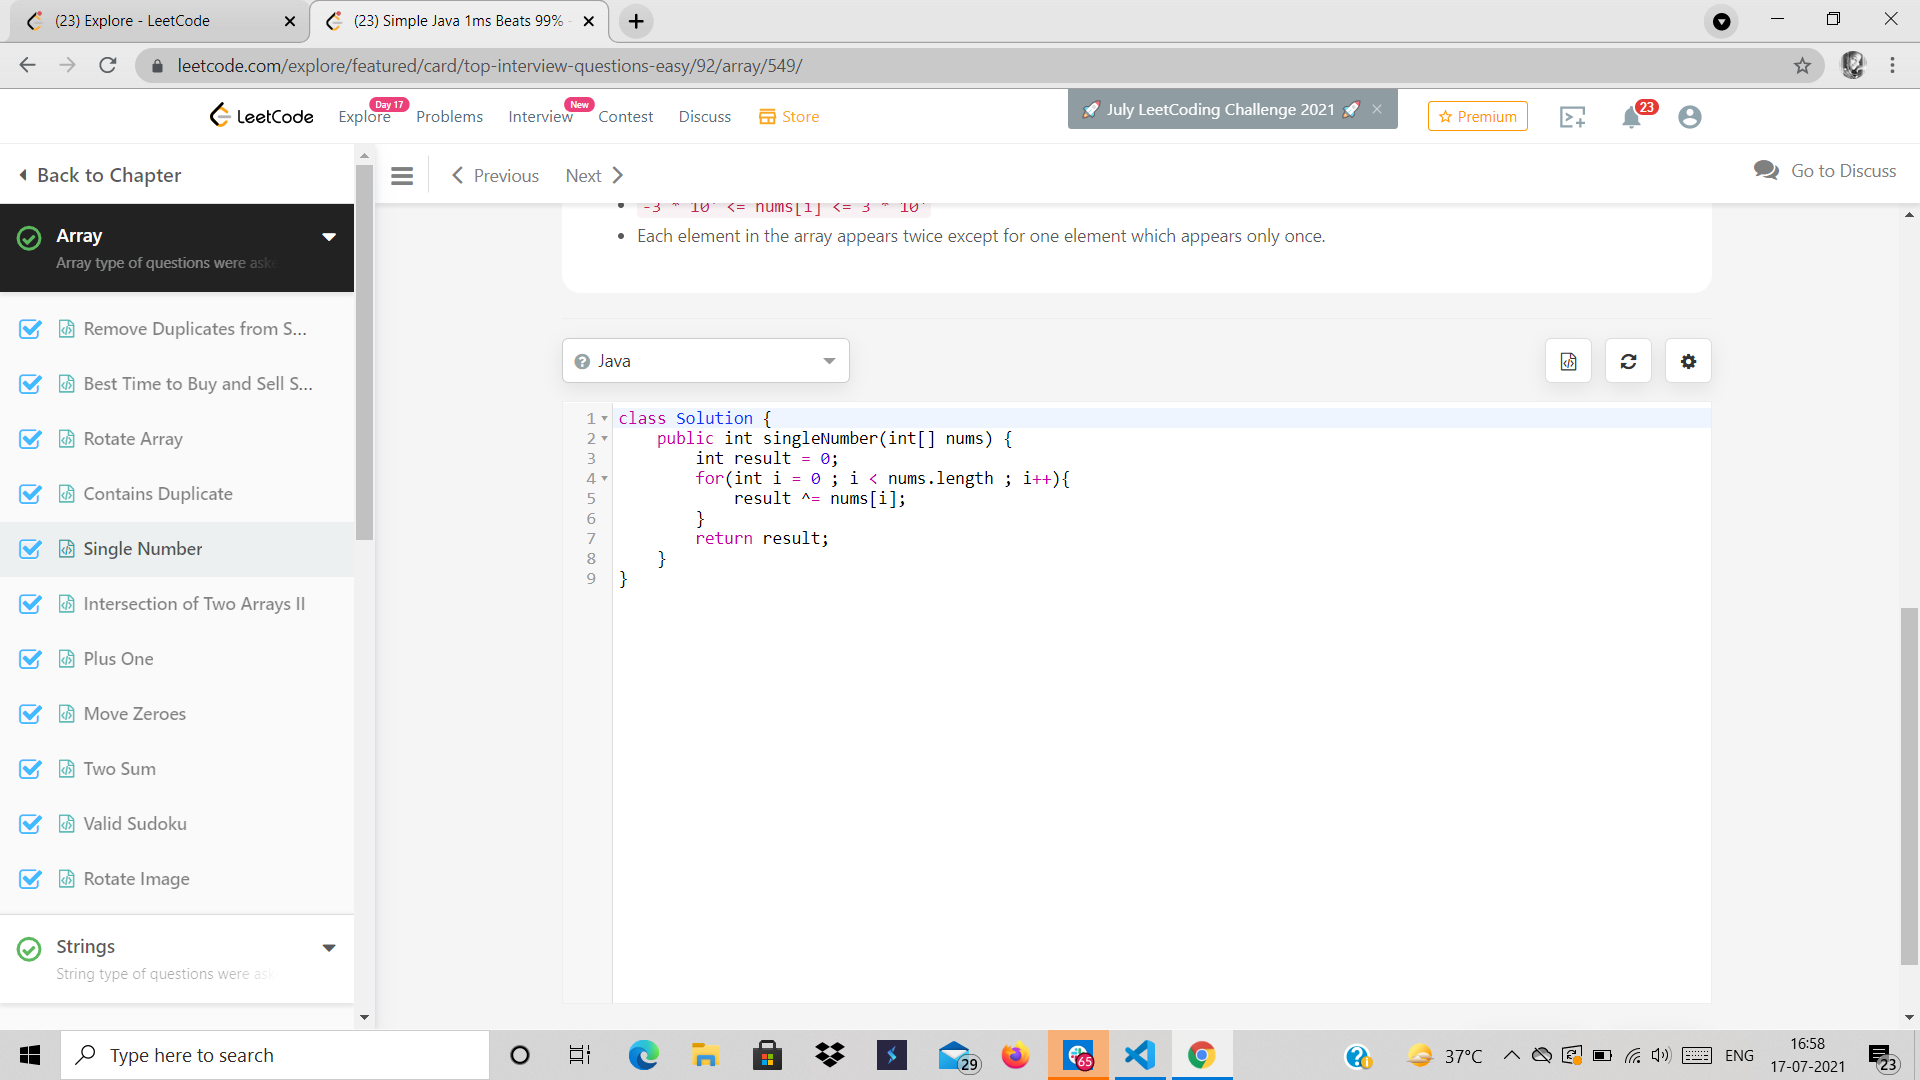 (23) Explore - LeetCode
(23) Simple Java 1ms Beats 99% -
leetcode.com/explore/featured/card/top-interview-questions-easy/92/array/549/
LeetCode
Explore
Day 17
Problems
Interview
New
Contest
Discuss
Store
🚀 July LeetCoding Challenge 2021 🚀 ×
Premium
23
Back to Chapter
Previous
Next
Go to Discuss
Array
Array type of questions were aske
Remove Duplicates from S...
Best Time to Buy and Sell S...
Rotate Array
Contains Duplicate
Single Number
Intersection of Two Arrays II
Plus One
Move Zeroes
Two Sum
Valid Sudoku
Rotate Image
Strings
String type of questions were ask
-3 * 10 <= nums[i] <= 3 * 10
Each element in the array appears twice except for one element which appears only once.
Java
1 class Solution {
2     public int singleNumber(int[] nums) {
3         int result = 0;
4         for(int i = 0 ; i < nums.length ; i++){
5             result ^= nums[i];
6         }
7         return result;
8     }
9 }
Type here to search
29
65
37°C
ENG
16:58
17-07-2021
23